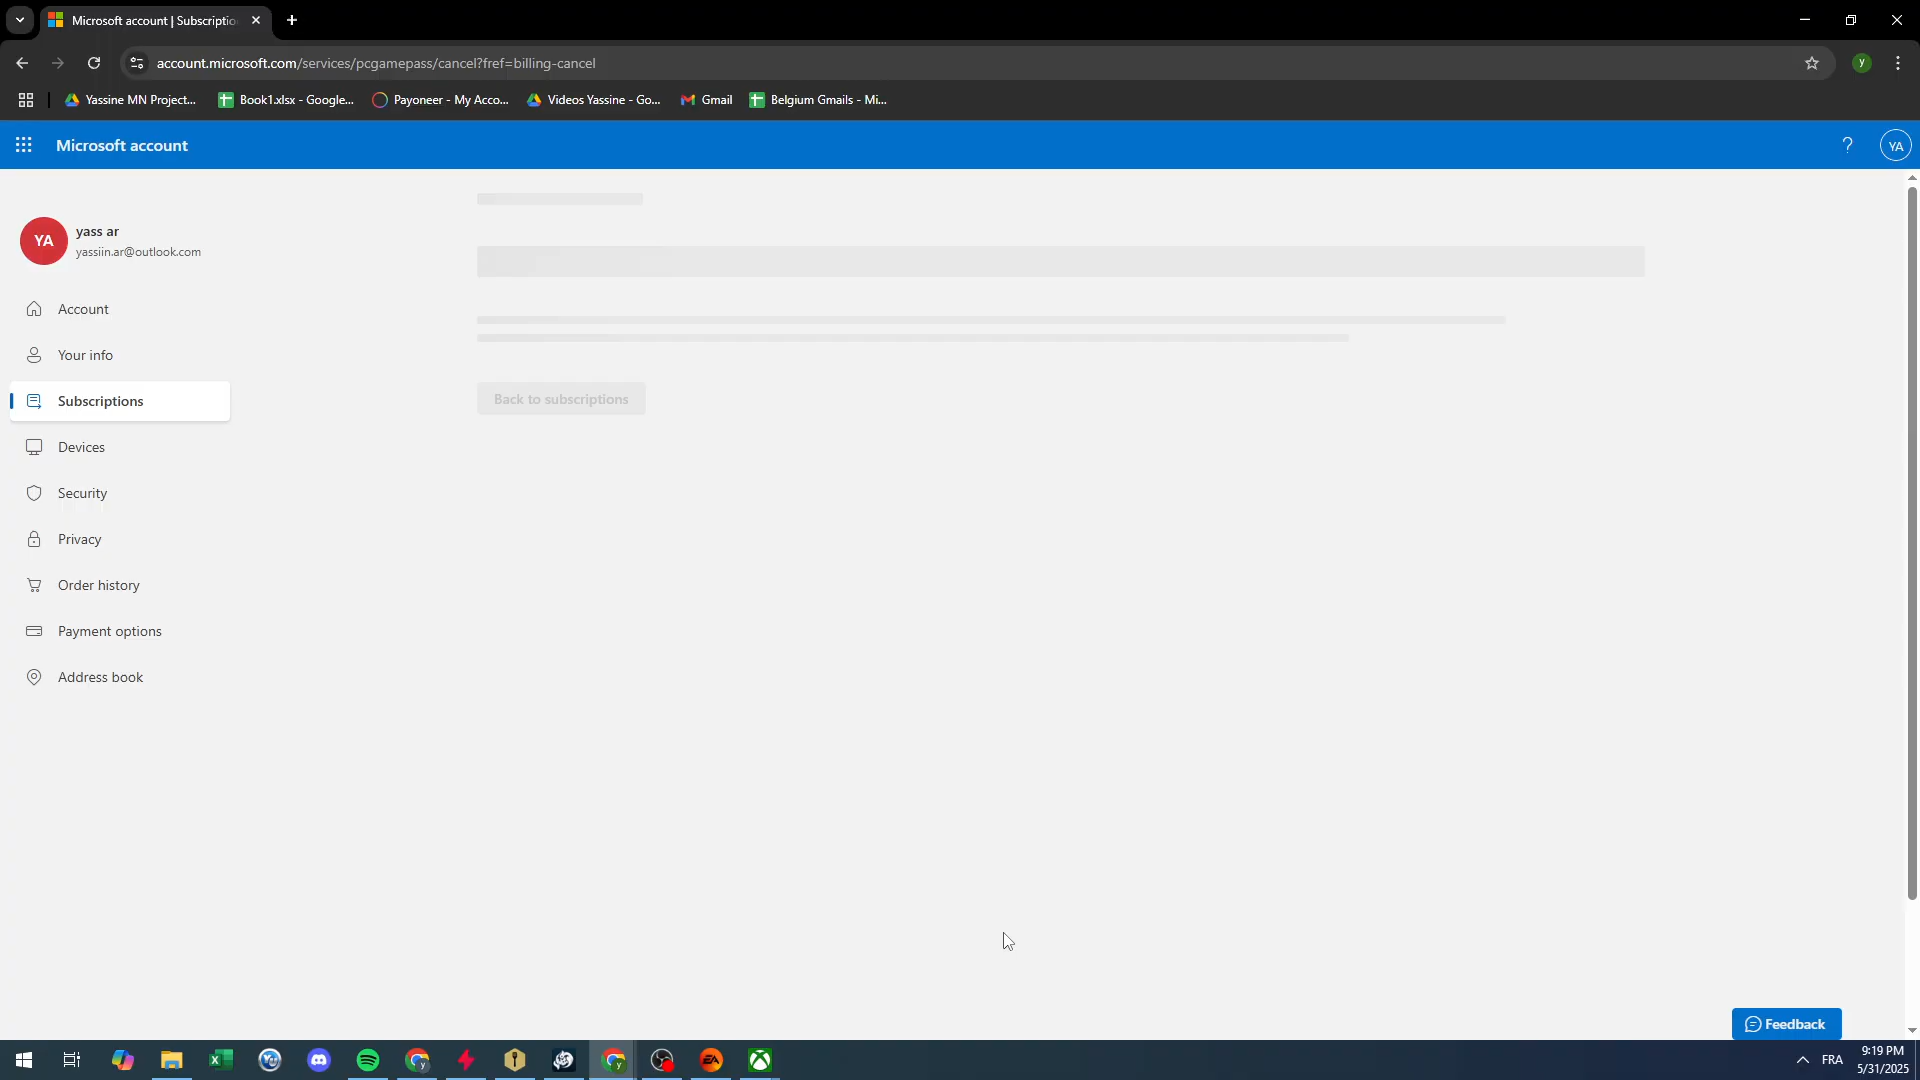 Microsoft account | Subscriptio
account.microsoft.com/services/pcgamepass/cancel?fref=billing-cancel
y
Yassine MN Project...
Book1.xlsx - Google...
Payoneer - My Acco...
Videos Yassine - Go...
Gmail
Belgium Gmails - Mi...
Microsoft account
?
YA
YA
yass ar
yassiin.ar@outlook.com
Account
Your info
Subscriptions
Back to subscriptions
Devices
Security
Privacy
Order history
Payment options
Address book
Feedback
FRA
9:19 PM
5/31/2025